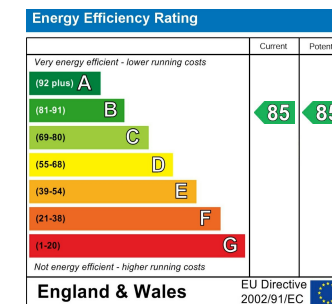 Energy Efficiency Rating
Current Poten
Very energy efficient - lower running costs
(92 plus) A
(81-91) B 85 85
(69-80) C
(55-68) D
(39-54) E
(21-38) F
(1-20) G
Not energy efficient - higher running costs
England & Wales EU Directive
2002/91/EC